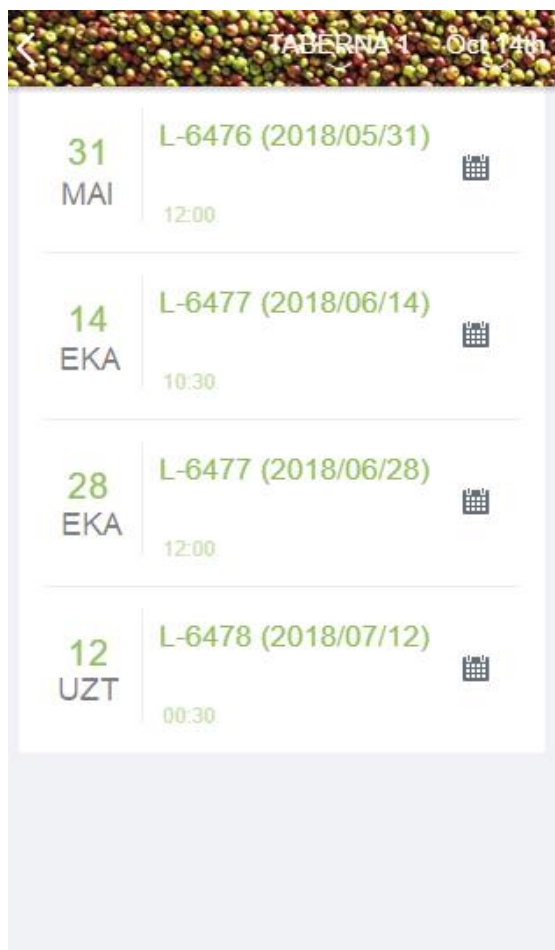 TABERNA 1 Oct 14th
31
MAI
L-6476 (2018/05/31)
12:00
14
EKA
L-6477 (2018/06/14)
10:30
28
EKA
L-6477 (2018/06/28)
12:00
12
UZT
L-6478 (2018/07/12)
00:30